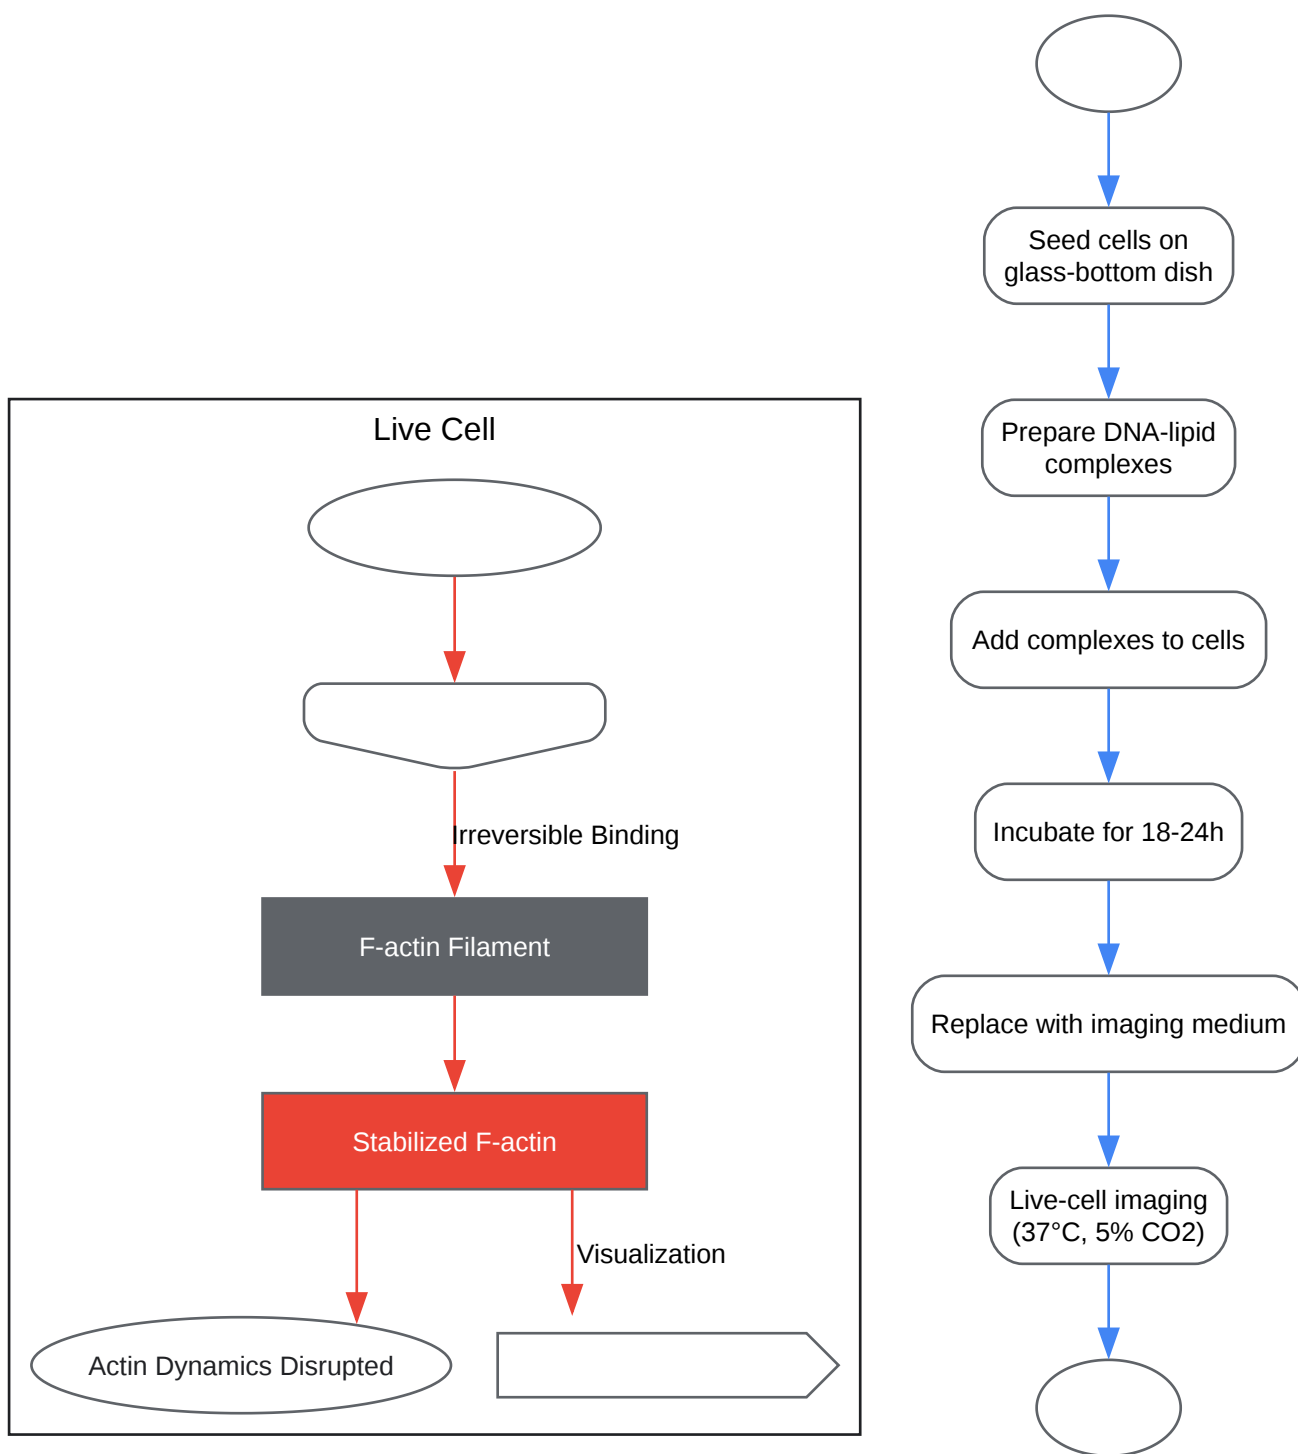 Live Cell
Irreversible Binding
F-actin Filament
Stabilized F-actin
Visualization
Actin Dynamics Disrupted
Seed cells on
glass-bottom dish
Prepare DNA-lipid
complexes
Add complexes to cells
Incubate for 18-24h
Replace with imaging medium
Live-cell imaging
(37°C, 5% CO2)